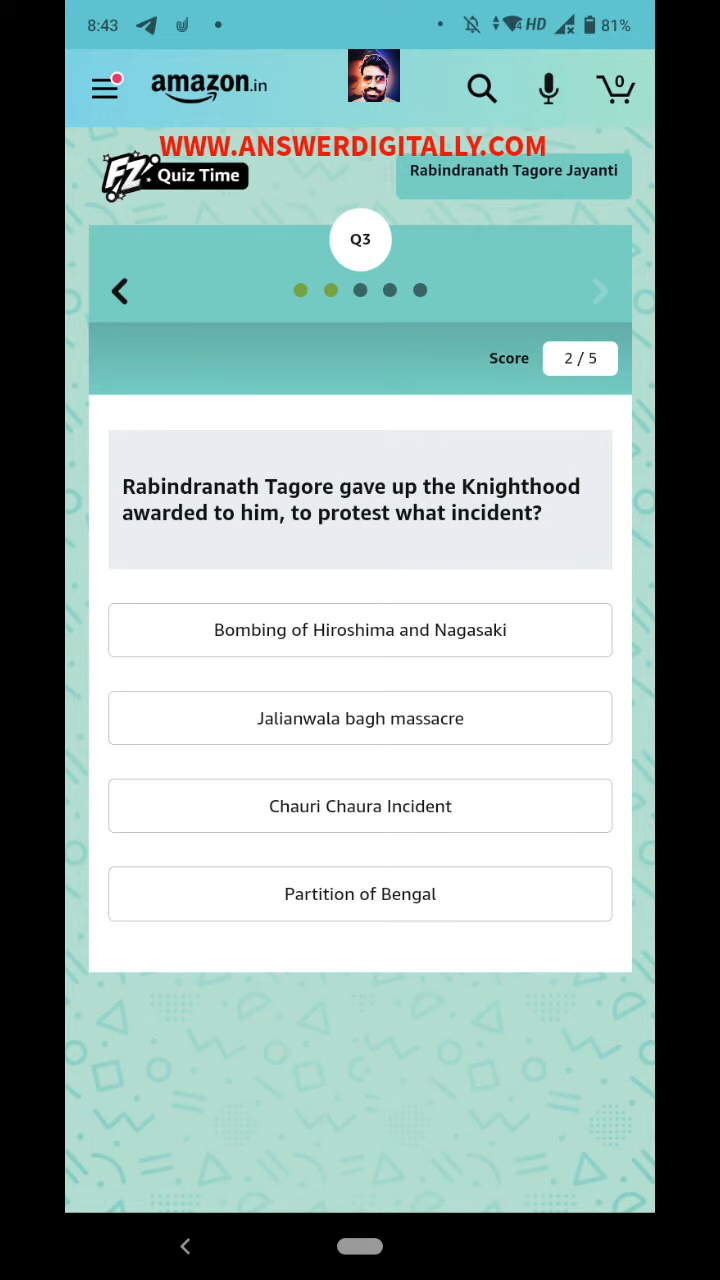 8:43
4 HD
81%
amazon.in
0
WWW.ANSWERDIGITALLY.COM
FZ Quiz Time
Rabindranath Tagore Jayanti
Q3
Score 2 / 5
Rabindranath Tagore gave up the Knighthood
awarded to him, to protest what incident?
Bombing of Hiroshima and Nagasaki
Jalianwala bagh massacre
Chauri Chaura Incident
Partition of Bengal